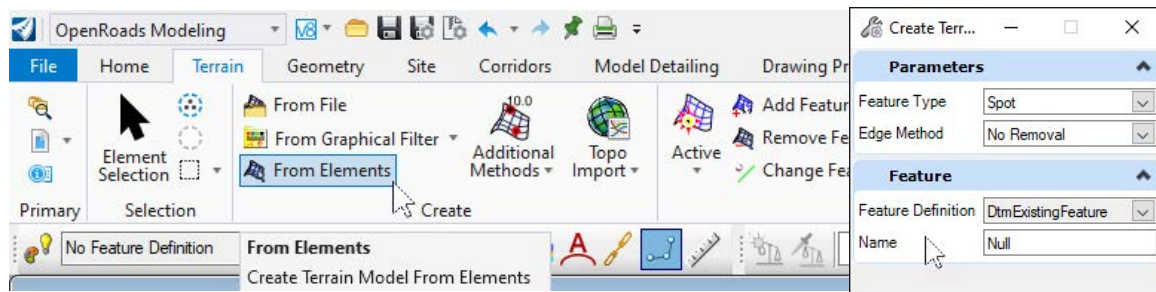 OpenRoads Modeling
V8
Create Terr...
File Home Terrain Geometry Site Corridors Model Detailing Drawing Pr
Parameters
Feature Type Spot
Edge Method No Removal
From File
From Graphical Filter
From Elements
Element
Selection
10.0
Additional
Methods
Topo
Import
Active
Add Featur
Remove Fe
Change Fea
Feature
Feature Definition DtmExistingFeature
Name Null
Primary Selection Create
No Feature Definition
From Elements
Create Terrain Model From Elements
A